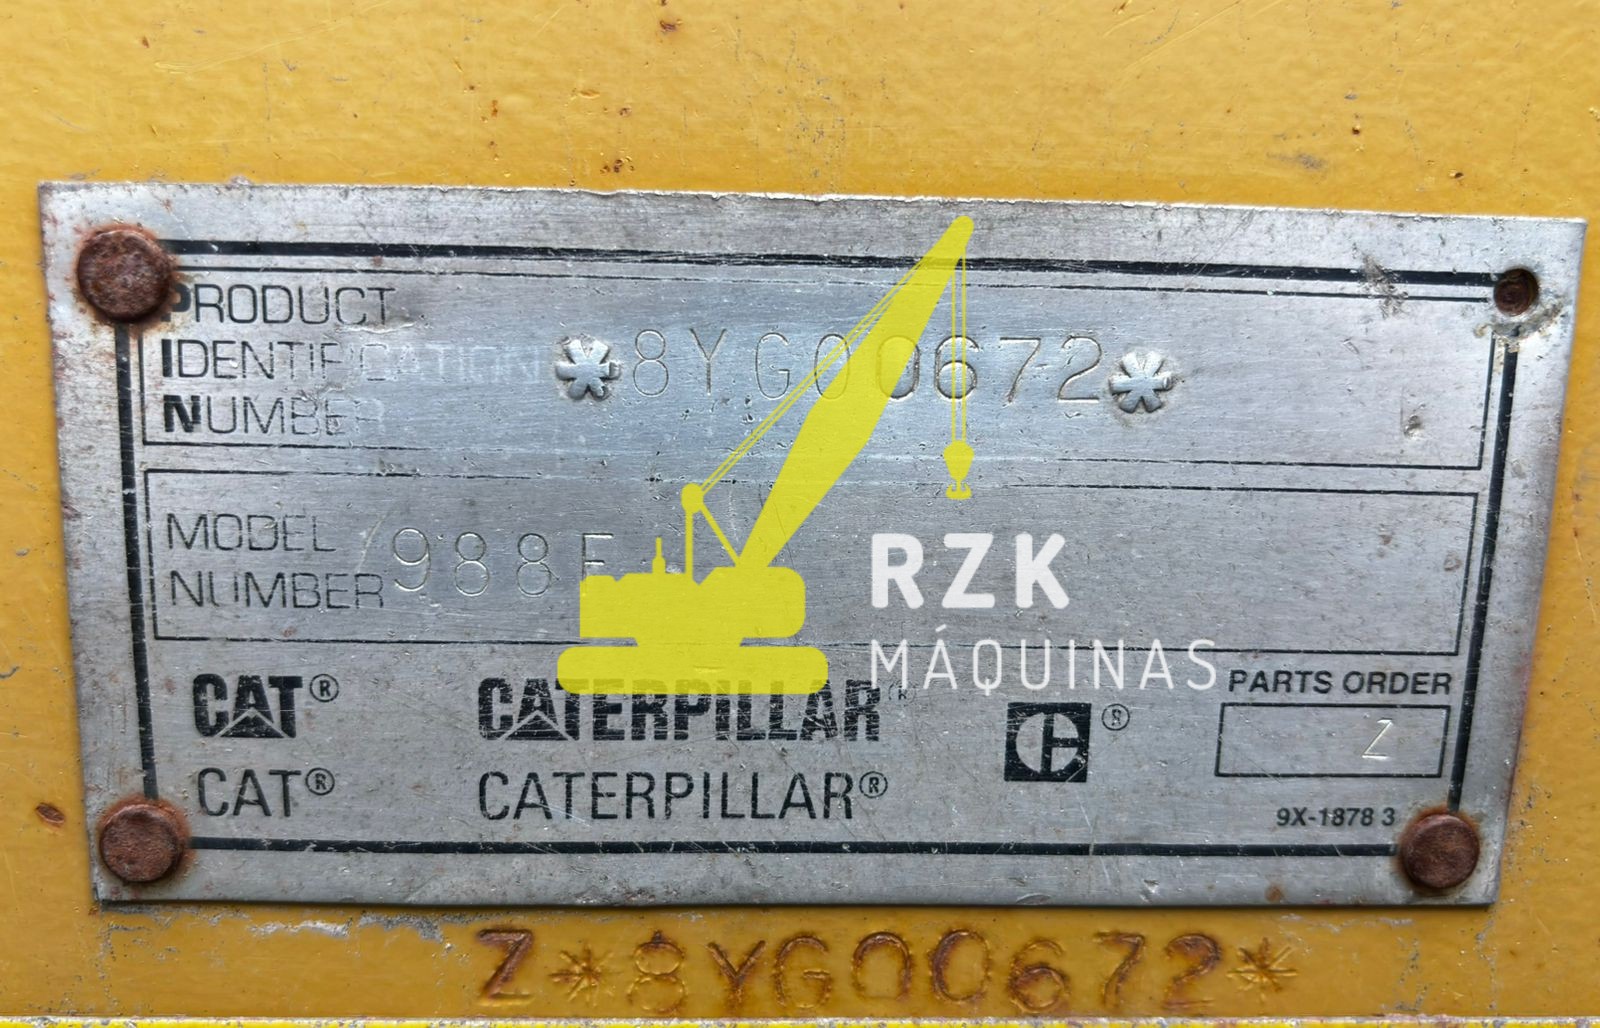 PRODUCT
IDENTIFICATION *8YG00672*
NUMBER
MODEL
NUMBER 988F
RZK
MÁQUINAS
CAT® CATERPILLAR® CE® PARTS ORDER
Z
CAT® CATERPILLAR®
9X-1878 3
Z*8YG00672*